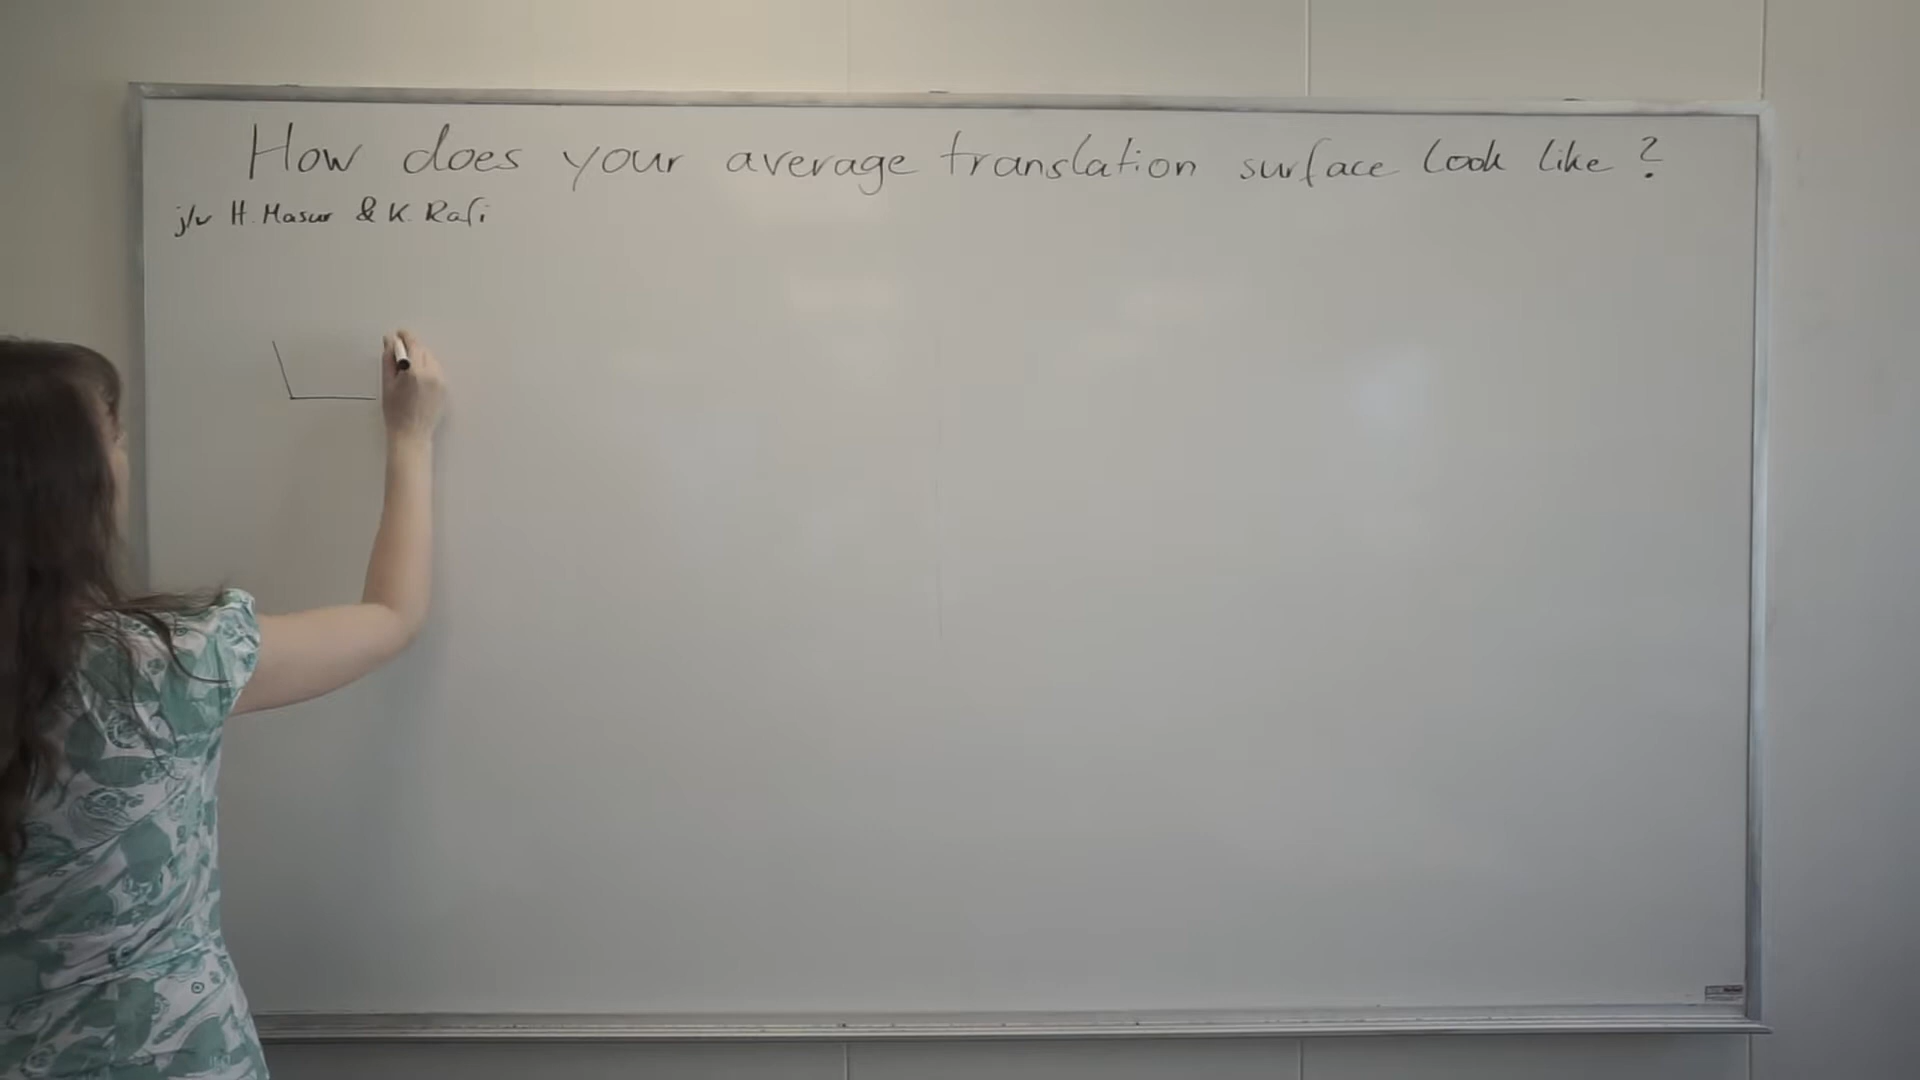 How does your average translation surface look like?
j/w H. Masur & K. Rafi